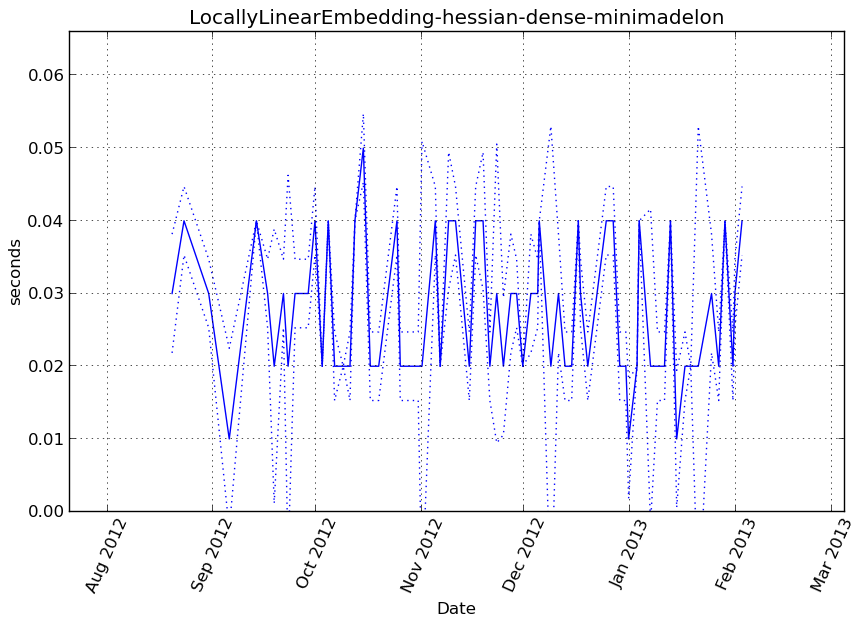 LocallyLinearEmbedding-hessian-dense-minimadelon
0.06
0.05
0.04
0.03
0.02
0.01
0.00
seconds
Aug 2012
Sep 2012
Oct 2012
Nov 2012
Dec 2012
Jan 2013
Feb 2013
Mar 2013
Date